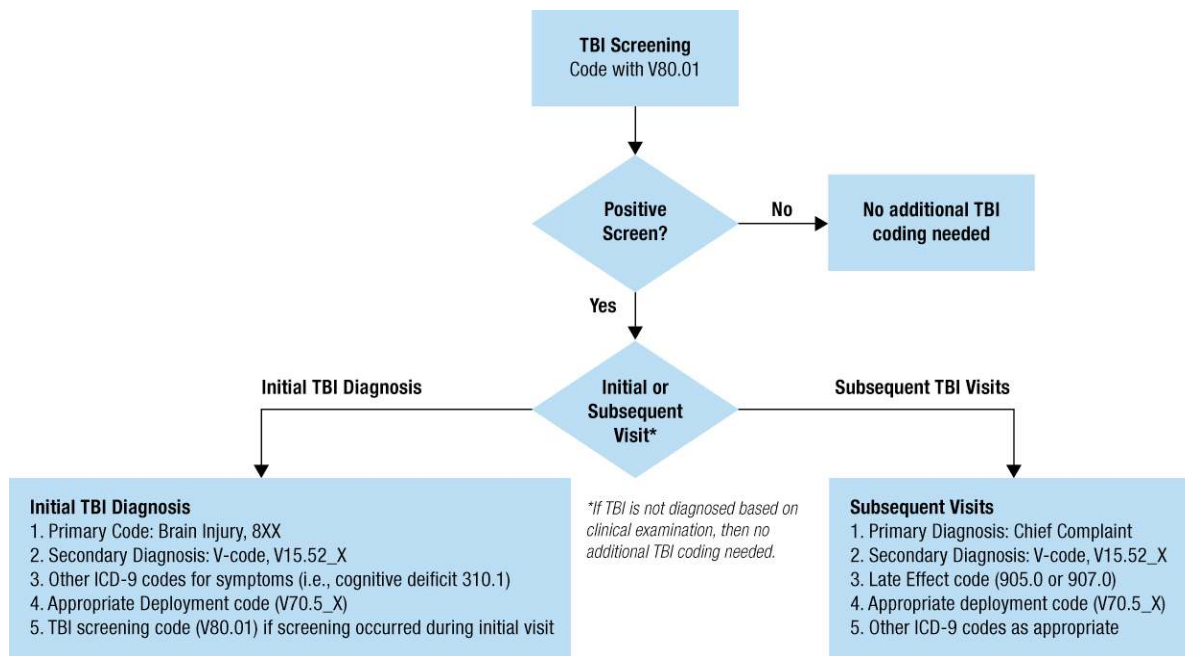 TBI Screening
Code with V80.01
Positive
Screen?
No
No additional TBI
coding needed
Yes
Initial TBI Diagnosis
Initial or
Subsequent
Visit*
Subsequent TBI Visits
Initial TBI Diagnosis
1. Primary Code: Brain Injury, 8XX
2. Secondary Diagnosis: V-code, V15.52_X
3. Other ICD-9 codes for symptoms (i.e., cognitive deificit 310.1)
4. Appropriate Deployment code (V70.5_X)
5. TBI screening code (V80.01) if screening occurred during initial visit
*If TBI is not diagnosed based on
clinical examination, then no
additional TBI coding needed.
Subsequent Visits
1. Primary Diagnosis: Chief Complaint
2. Secondary Diagnosis: V-code, V15.52_X
3. Late Effect code (905.0 or 907.0)
4. Appropriate deployment code (V70.5_X)
5. Other ICD-9 codes as appropriate